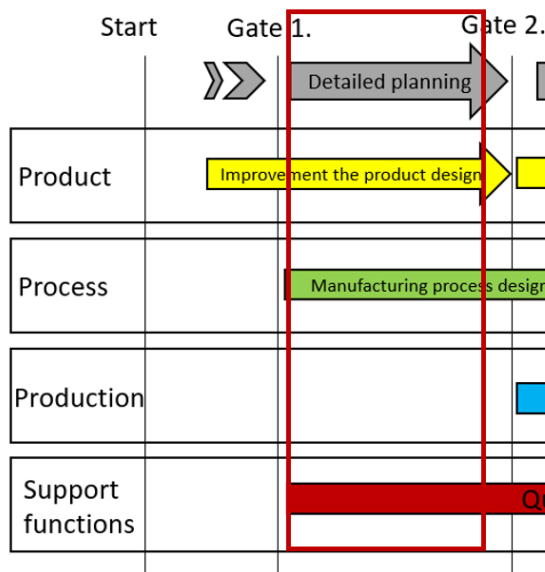 Start
Gate 1.
Gate 2.
Detailed planning
Product
Improvement the product design
Process
Manufacturing process design
Production
Support
functions